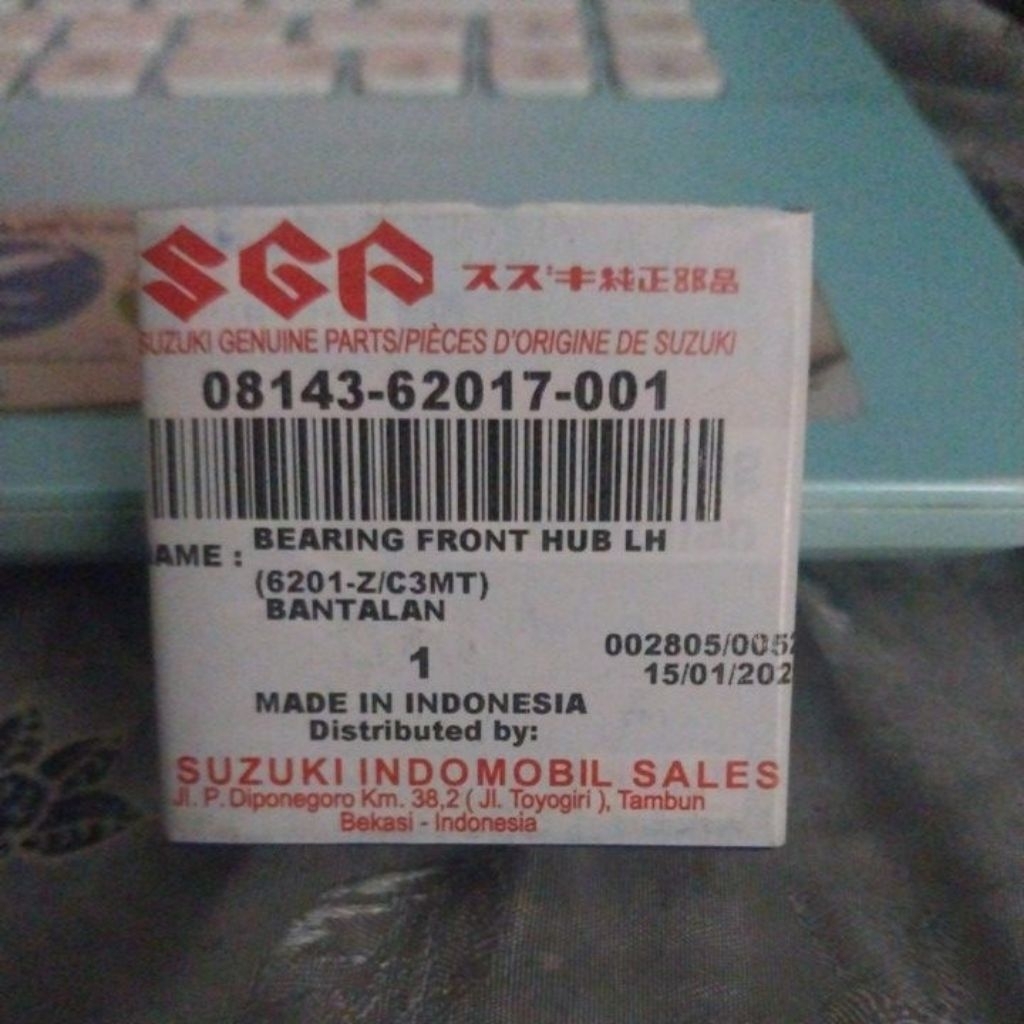 SGP スズキ純正部品
SUZUKI GENUINE PARTS/PIÈCES D'ORIGINE DE SUZUKI
08143-62017-001
AME : BEARING FRONT HUB LH
(6201-Z/C3MT)
BANTALAN
1
002805/005
15/01/202
MADE IN INDONESIA
Distributed by:
SUZUKI INDOMOBIL SALES
Jl. P. Diponegoro Km. 38,2 ( Jl. Toyogiri ), Tambun
Bekasi - Indonesia